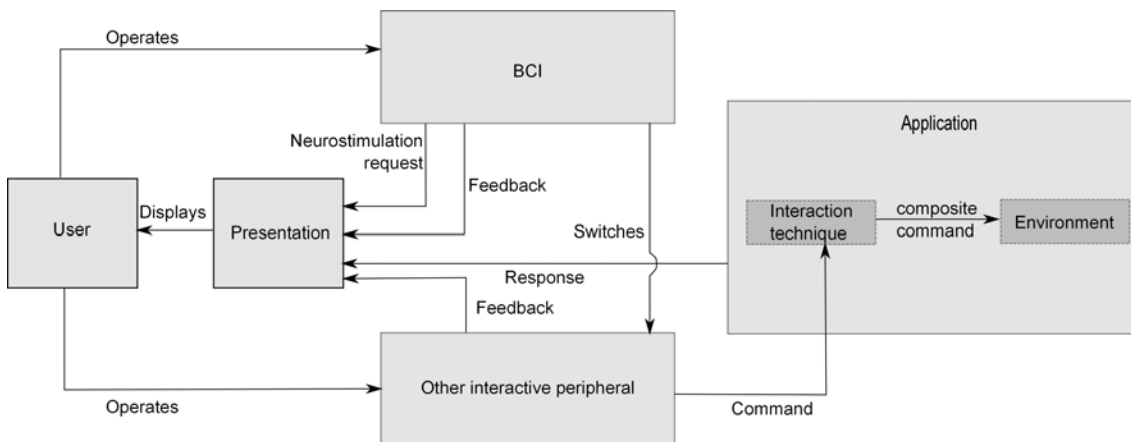 Operates
BCI
Neurostimulation
request
Feedback
Application
User
Displays
Presentation
Switches
Interaction
technique
composite
command
Environment
Response
Feedback
Other interactive peripheral
Operates
Command